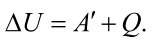 ΔU = A′ + Q.